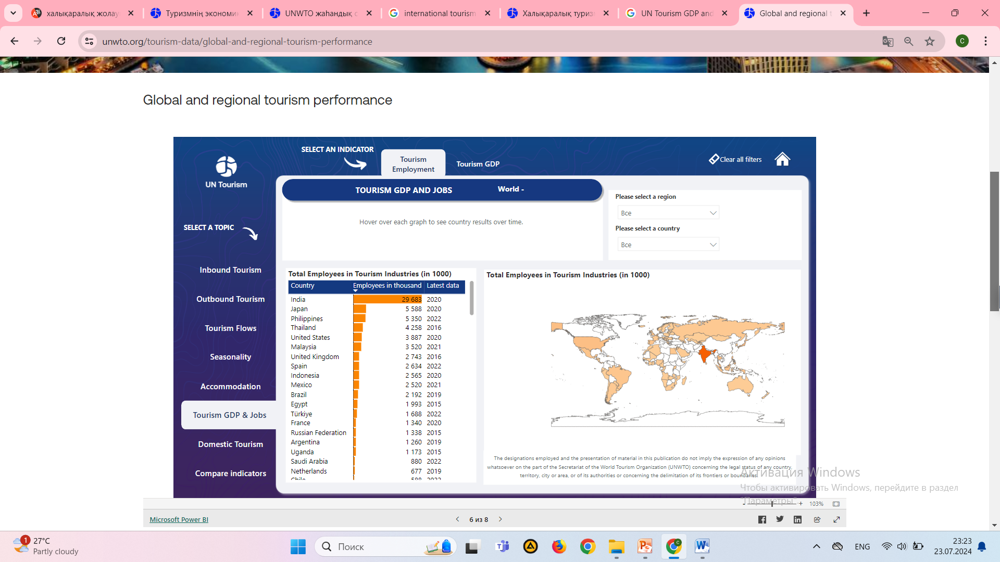 халықаралық жолау
Туризмнің экономик
UNWTO жаһандық с
international tourism
Халықаралық туриз
UN Tourism GDP and
Global and regional t
unwto.org/tourism-data/global-and-regional-tourism-performance
C
Global and regional tourism performance
UN Tourism
SELECT AN INDICATOR
Tourism
Employment
Tourism GDP
Clear all filters
TOURISM GDP AND JOBS World -
Hover over each graph to see country results over time.
Please select a region
Все
Please select a country
Все
SELECT A TOPIC
Inbound Tourism
Outbound Tourism
Tourism Flows
Seasonality
Accommodation
Tourism GDP & Jobs
Domestic Tourism
Compare indicators
Total Employees in Tourism Industries (in 1000)
Country Employees in thousand Latest data
India 29 683 2020
Japan 5 588 2020
Philippines 5 350 2022
Thailand 4 258 2016
United States 3 887 2020
Malaysia 3 520 2021
United Kingdom 2 743 2016
Spain 2 634 2022
Indonesia 2 565 2020
Mexico 2 520 2021
Brazil 2 192 2019
Egypt 1 993 2015
Türkiye 1 688 2022
France 1 340 2020
Russian Federation 1 338 2015
Argentina 1 260 2019
Uganda 1 173 2015
Saudi Arabia 880 2022
Netherlands 677 2019
Chile 588 2022
Total Employees in Tourism Industries (in 1000)
The designations employed and the presentation of material in this publication do not imply the expression of any opinions
whatsoever on the part of the Secretariat of the World Tourism Organization (UNWTO) concerning the legal status of any country,
territory, city or area, or of its authorities or concerning the delimitation of its frontiers or boundaries.
Активация Windows
Чтобы активировать Windows, перейдите в раздел
"Параметры".
- + 103%
Microsoft Power BI
6 из 8
1
27°C
Partly cloudy
Поиск
ENG
23:23
23.07.2024